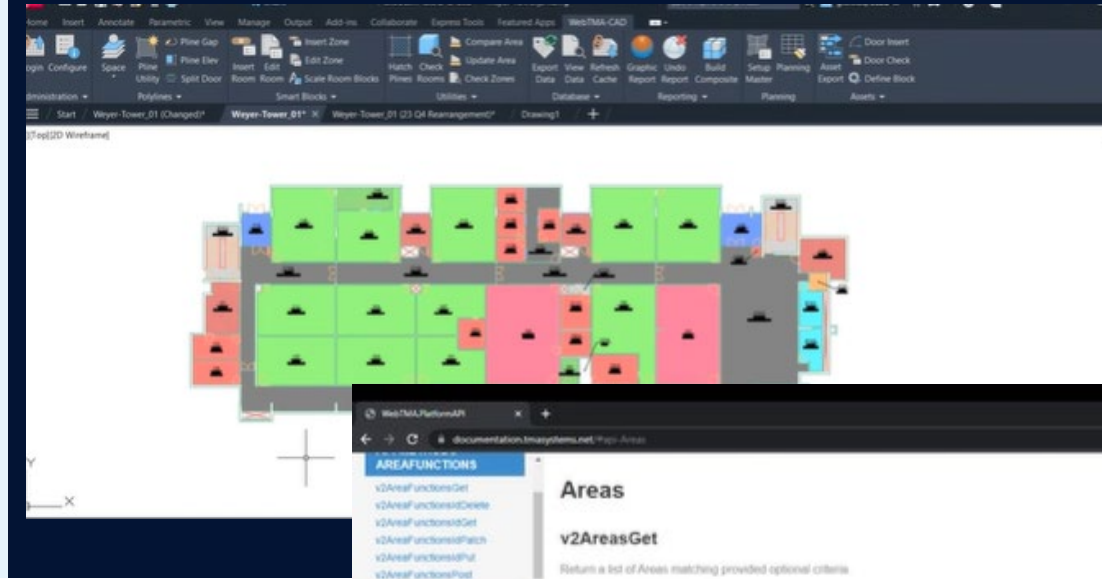 Home Insert Annotate Parametric View Manage Output Add-ins Collaborate Express Tools Featured Apps WebTMA-CAD
Pline Gap Insert Zone Compare Area Door Insert
Pline Elev Edit Zone Update Area Door Check
Configure Space Pline Utility Split Door Insert Room Edit Room Scale Room Blocks Hatch Plines Check Rooms Check Zones Export Data View Data Refresh Cache Graphic Report Undo Report Build Composite Setup Master Planning Asset Export Define Block
Polylines Smart Blocks Utilities Database Reporting Planning Assets
Start Weyer-Tower_01 (Changed)* Weyer-Tower_01* Weyer-Tower_01 (23 Q4 Rearrangement)* Drawing1
[Top][2D Wireframe]
Y
X
WebTMA.PlatformAPI
documentation.tmasystems.net/#api-Areas
AREAFUNCTIONS
v2AreaFunctionsGet
v2AreaFunctionsIdDelete
v2AreaFunctionsIdGet
v2AreaFunctionsIdPatch
v2AreaFunctionsIdPut
v2AreaFunctionsPost
Areas
v2AreasGet
Return a list of Areas matching provided optional criteria